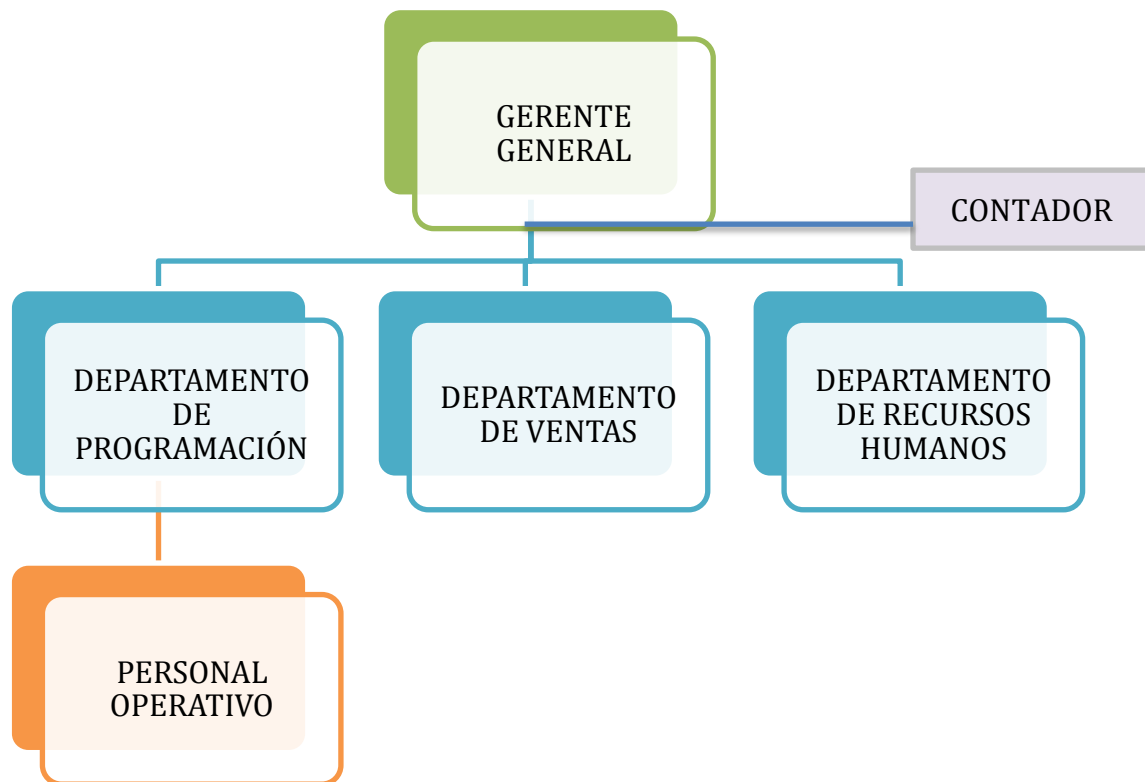 GERENTE
GENERAL
CONTADOR
DEPARTAMENTO
DE
PROGRAMACIÓN
DEPARTAMENTO
DE VENTAS
DEPARTAMENTO
DE RECURSOS
HUMANOS
PERSONAL
OPERATIVO